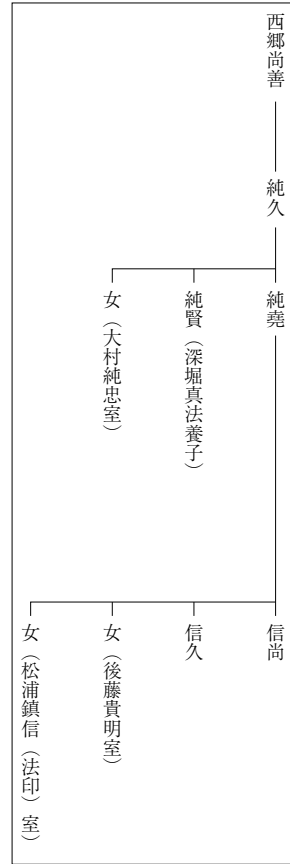 西郷尚善
純久
純堯
純賢（深堀真法養子）
女（大村純忠室）
信尚
信久
女（後藤貴明室）
女（松浦鎮信（法印）室）